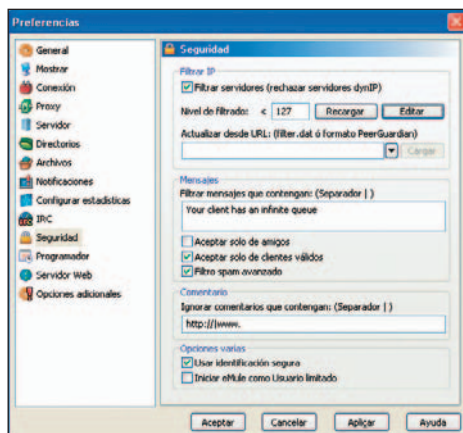 Preferencias
General
Mostrar
Conexión
Proxy
Servidor
Directorios
Archivos
Notificaciones
Configurar estadísticas
IRC
Seguridad
Programador
Servidor Web
Opciones adicionales
Seguridad
Filtrar IP
Filtrar servidores (rechazar servidores dynIP)
Nivel de filtrado: < 127 Recargar Editar
Actualizar desde URL: (filter.dat ó formato PeerGuardian)
Cargar
Mensajes
Filtrar mensajes que contengan: (Separador | )
Your client has an infinite queue
Aceptar solo de amigos
Aceptar solo de clientes válidos
Filtro spam avanzado
Comentario
Ignorar comentarios que contengan: (Separador | )
http://|www.
Opciones varias
Usar identificación segura
Iniciar eMule como Usuario limitado
Aceptar Cancelar Aplicar Ayuda